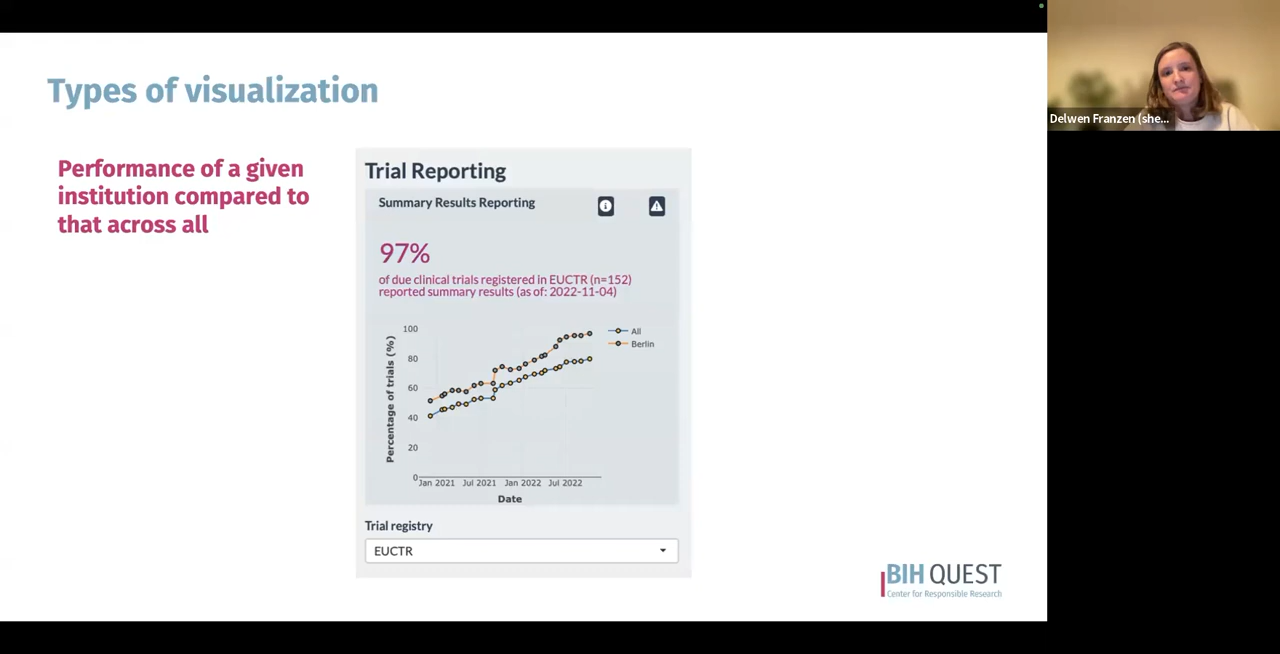 Types of visualization
Performance of a given
institution compared to
that across all
Trial Reporting
Summary Results Reporting
97%
of due clinical trials registered in EUCTR (n=152)
reported summary results (as of: 2022-11-04)
100
80
60
40
20
0
Percentage of trials (%)
All
Berlin
Jan 2021 Jul 2021 Jan 2022 Jul 2022
Date
Trial registry
EUCTR
BIH QUEST
Center for Responsible Research
Delwen Franzen (she...